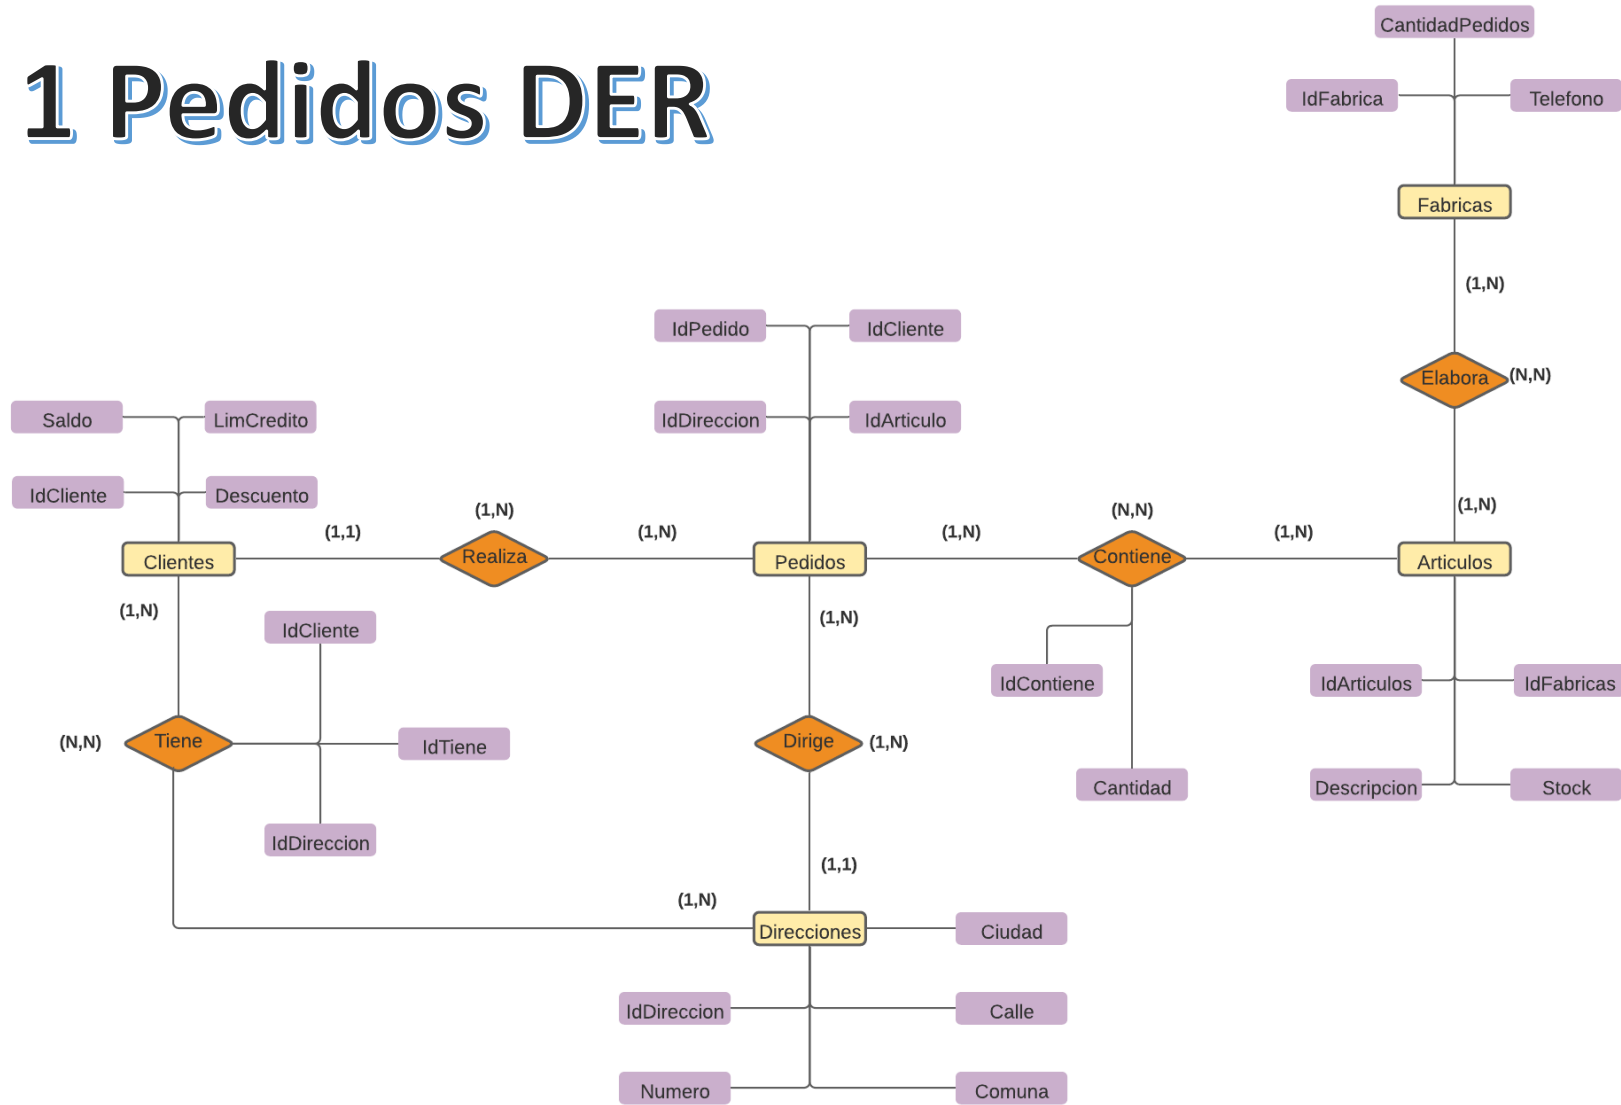 CantidadPedidos
1 Pedidos DER
IdFabrica
Telefono
Fabricas
(1,N)
IdPedido
IdCliente
Elabora
(N,N)
Saldo
LimCredito
IdDireccion
IdArticulo
IdCliente
Descuento
(1,1)
(1,N)
(1,N)
(1,N)
(N,N)
(1,N)
(1,N)
Clientes
Realiza
Pedidos
Contiene
Articulos
(1,N)
IdCliente
(1,N)
IdContiene
IdArticulos
IdFabricas
(N,N)
Tiene
IdTiene
Dirige
(1,N)
Cantidad
Descripcion
Stock
IdDireccion
(1,1)
(1,N)
Direcciones
Ciudad
IdDireccion
Calle
Numero
Comuna